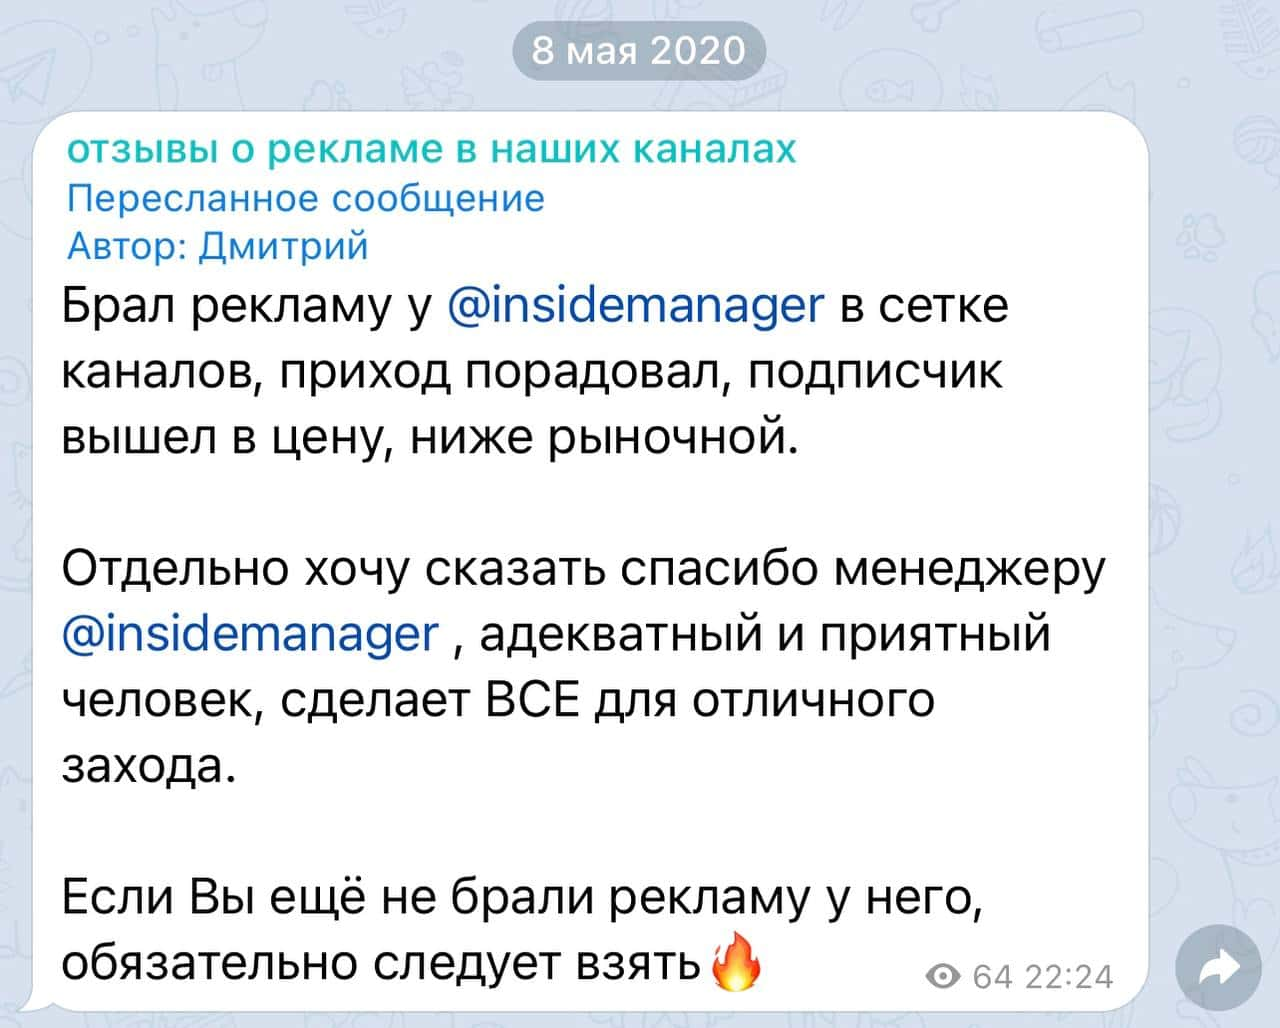 8 мая 2020
отзывы о рекламе в наших каналах
Пересланное сообщение
Автор: Дмитрий
Брал рекламу у @insidemanager в сетке
каналов, приход порадовал, подписчик
вышел в цену, ниже рыночной.
Отдельно хочу сказать спасибо менеджеру
@insidemanager , адекватный и приятный
человек, сделает ВСЕ для отличного
захода.
Если Вы ещё не брали рекламу у него,
обязательно следует взять🔥
64 22:24